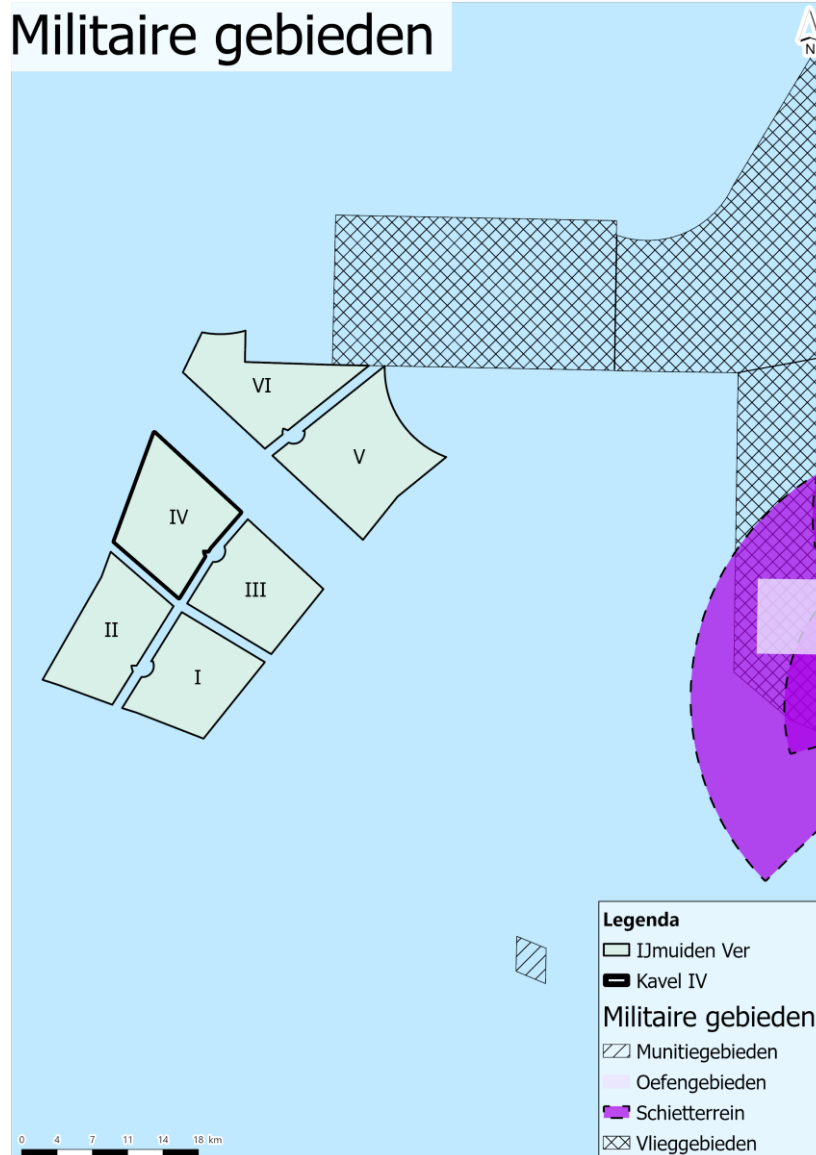 Militaire gebieden
N
VI
V
IV
III
II
I
Legenda
IJmuiden Ver
Kavel IV
Militaire gebieden
Munitiegebieden
Oefengebieden
Schietterrein
Vlieggebieden
0 4 7 11 14 18 km